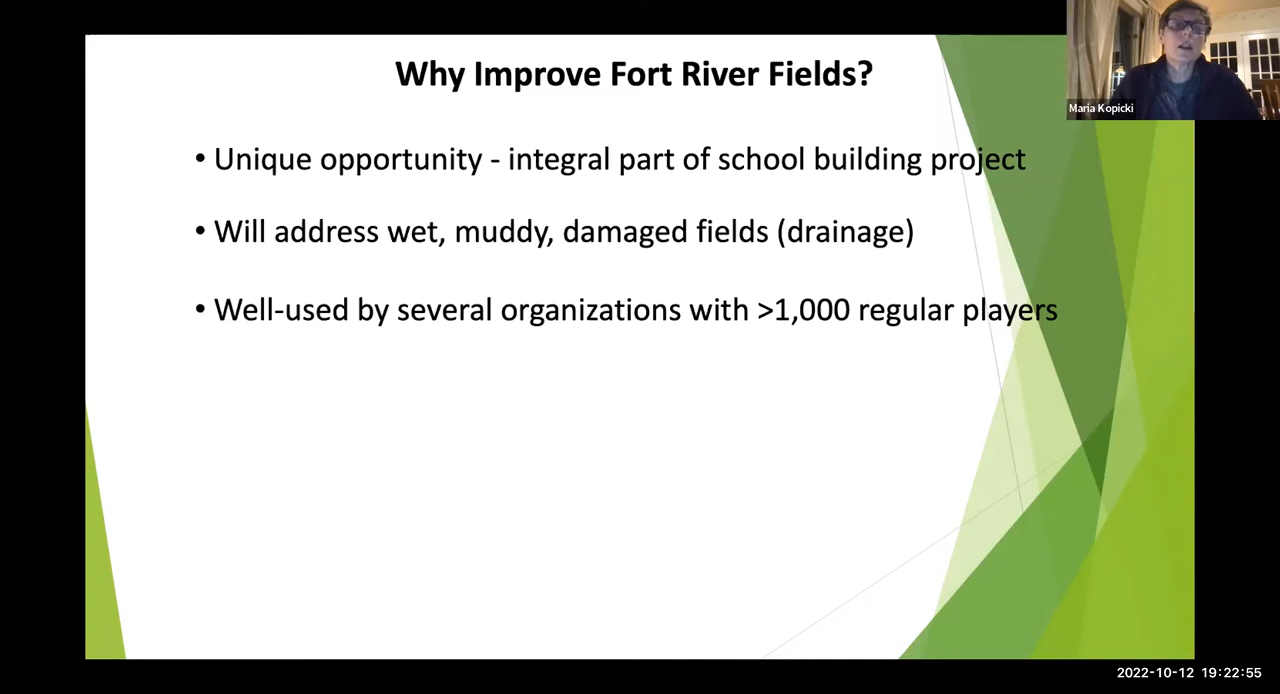 Why Improve Fort River Fields?
Maria Kopicki
• Unique opportunity - integral part of school building project
• Will address wet, muddy, damaged fields (drainage)
• Well-used by several organizations with >1,000 regular players
2022-10-12 19:22:55